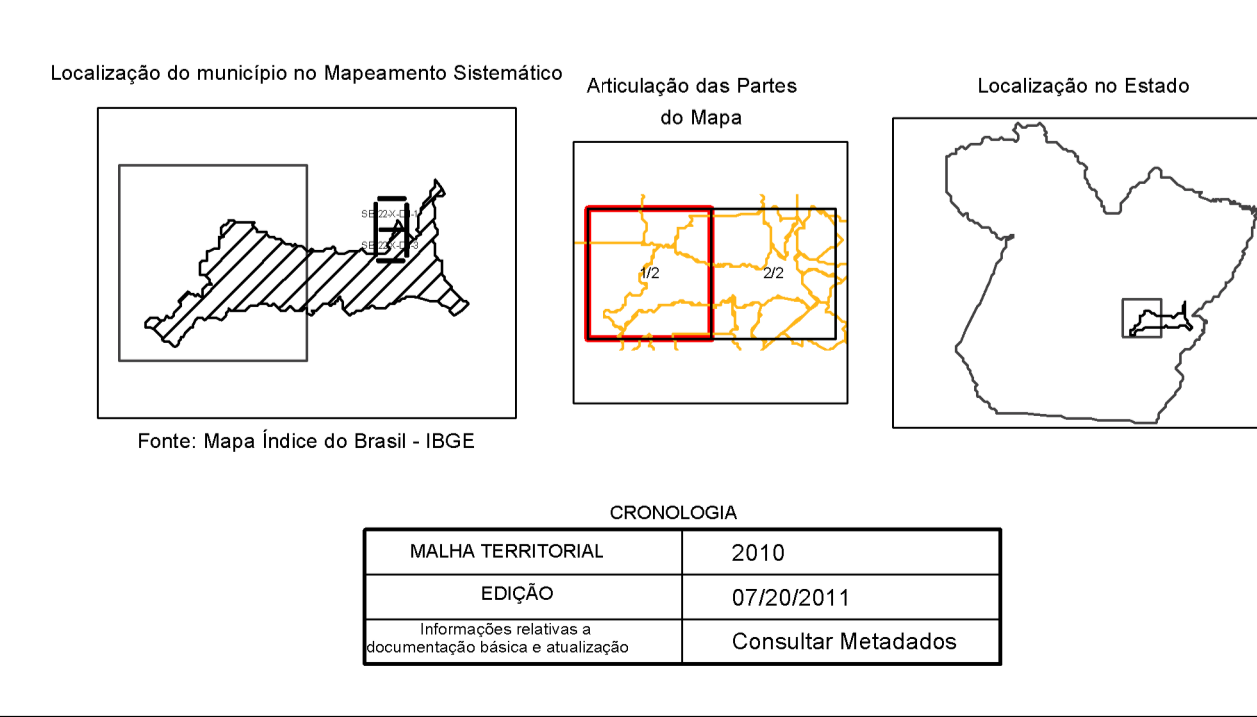 Localização do município no Mapeamento Sistemático
Articulação das Partes
do Mapa
Localização no Estado
1/2
2/2
Fonte: Mapa Índice do Brasil - IBGE
CRONOLOGIA
MALHA TERRITORIAL
2010
EDIÇÃO
07/20/2011
Informações relativas a
documentação básica e atualização
Consultar Metadados